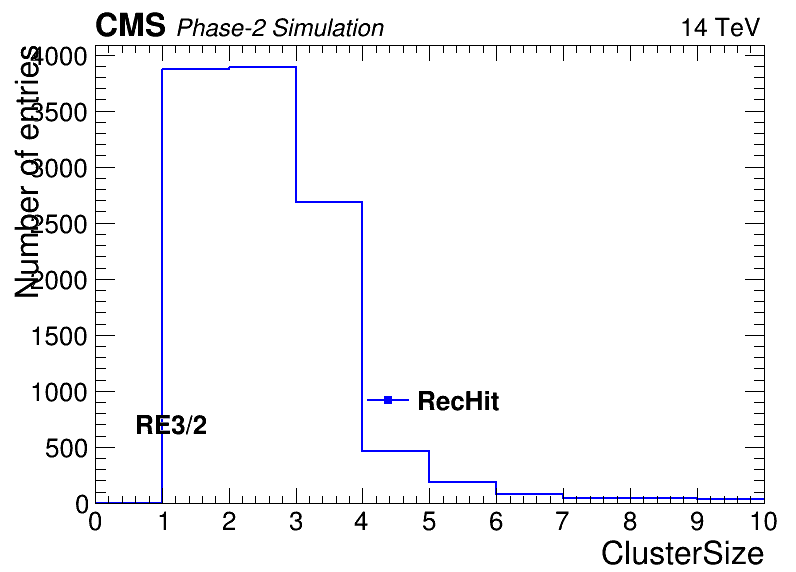 CMS Phase-2 Simulation 14 TeV
Number of entries
4000
3500
3000
2500
2000
1500
1000
500
0
RecHit
RE3/2
0 1 2 3 4 5 6 7 8 9 10
ClusterSize